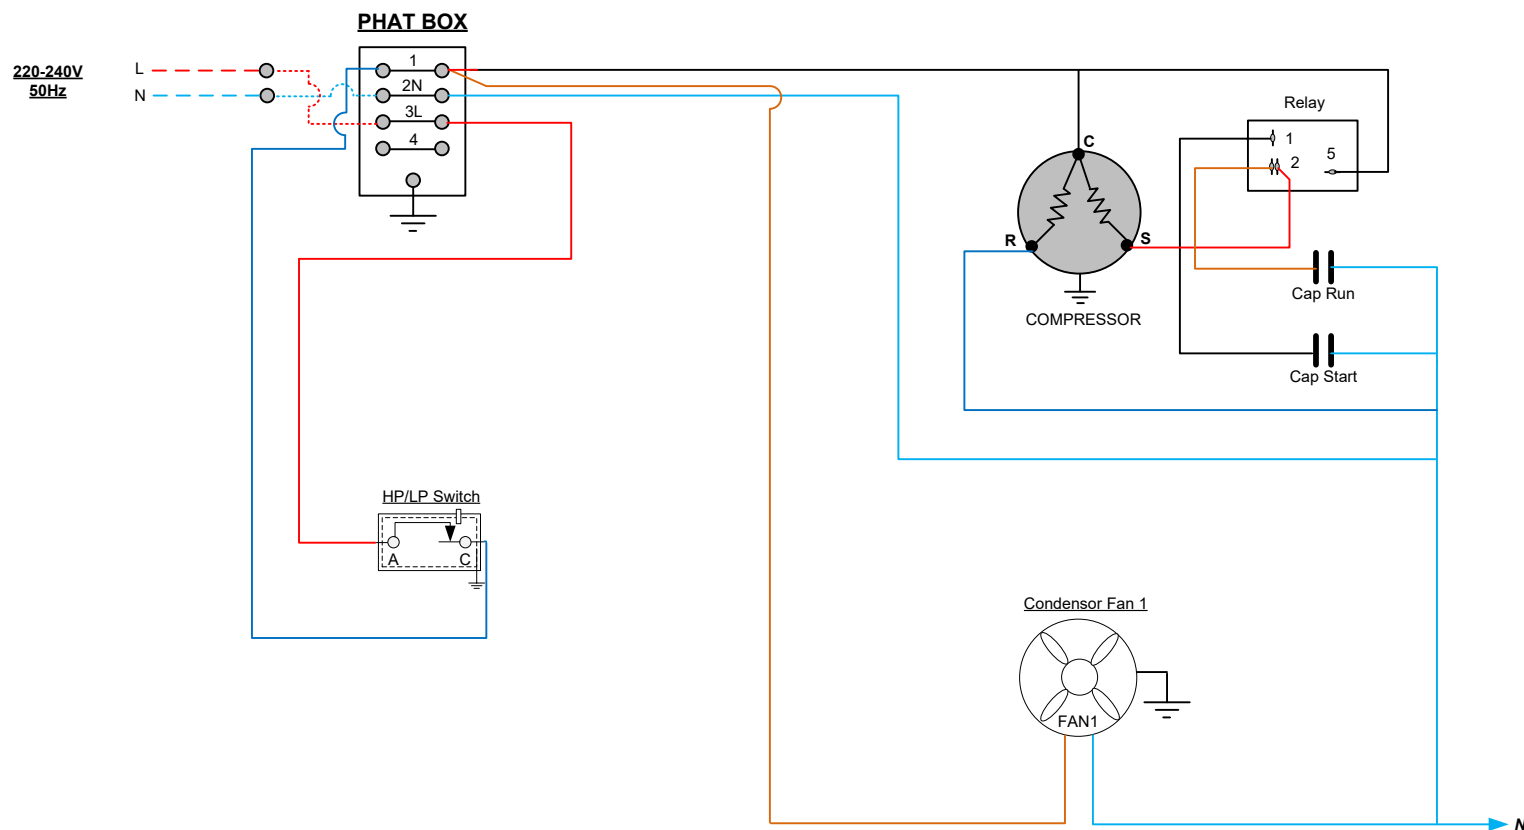 PHAT BOX
220-240V
50Hz
L
N
1
2N
3L
4
Relay
1
2
5
C
R
S
COMPRESSOR
Cap Run
Cap Start
HP/LP Switch
A
C
Condensor Fan 1
FAN1
N